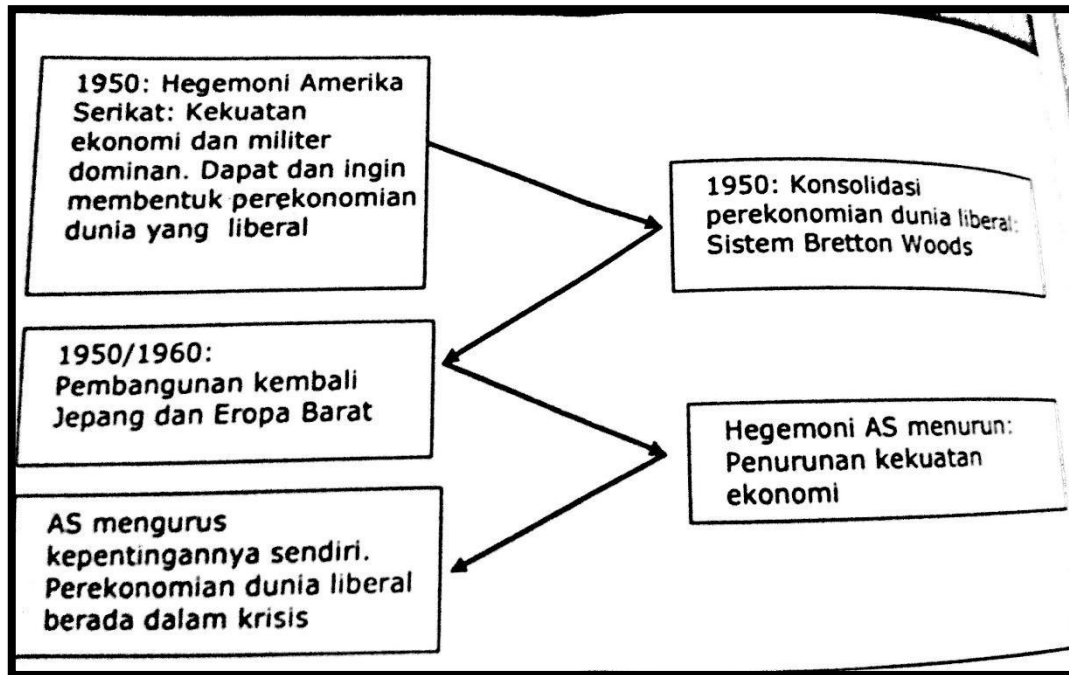 1950: Hegemoni Amerika
Serikat: Kekuatan
ekonomi dan militer
dominan. Dapat dan ingin
membentuk perekonomian
dunia yang liberal
1950: Konsolidasi
perekonomian dunia liberal:
Sistem Bretton Woods
1950/1960:
Pembangunan kembali
Jepang dan Eropa Barat
Hegemoni AS menurun:
Penurunan kekuatan
ekonomi
AS mengurus
kepentingannya sendiri.
Perekonomian dunia liberal
berada dalam krisis